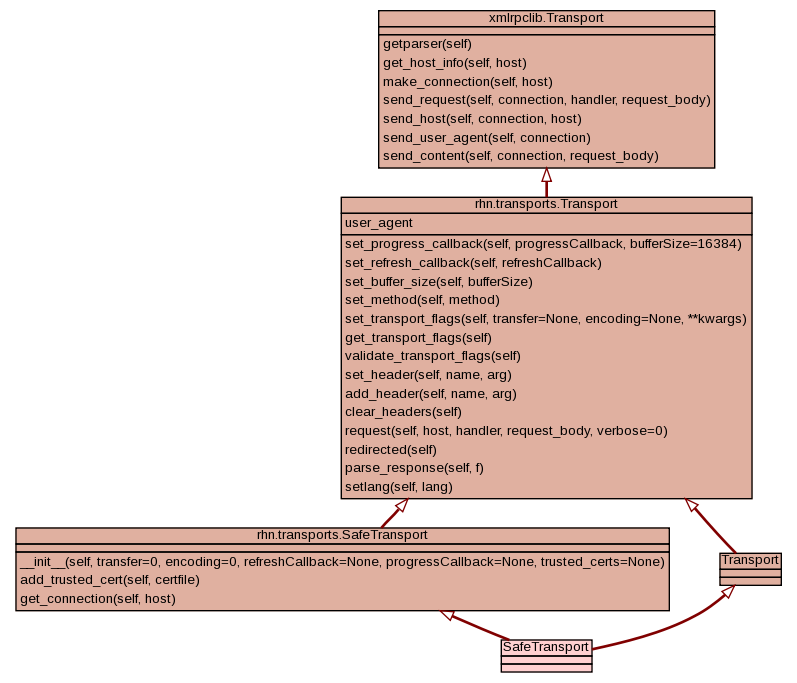 xmlrpclib.Transport
getparser(self)
get_host_info(self, host)
make_connection(self, host)
send_request(self, connection, handler, request_body)
send_host(self, connection, host)
send_user_agent(self, connection)
send_content(self, connection, request_body)
rhn.transports.Transport
user_agent
set_progress_callback(self, progressCallback, bufferSize=16384)
set_refresh_callback(self, refreshCallback)
set_buffer_size(self, bufferSize)
set_method(self, method)
set_transport_flags(self, transfer=None, encoding=None, **kwargs)
get_transport_flags(self)
validate_transport_flags(self)
set_header(self, name, arg)
add_header(self, name, arg)
clear_headers(self)
request(self, host, handler, request_body, verbose=0)
redirected(self)
parse_response(self, f)
setlang(self, lang)
rhn.transports.SafeTransport
__init__(self, transfer=0, encoding=0, refreshCallback=None, progressCallback=None, trusted_certs=None)
add_trusted_cert(self, certfile)
get_connection(self, host)
Transport
SafeTransport